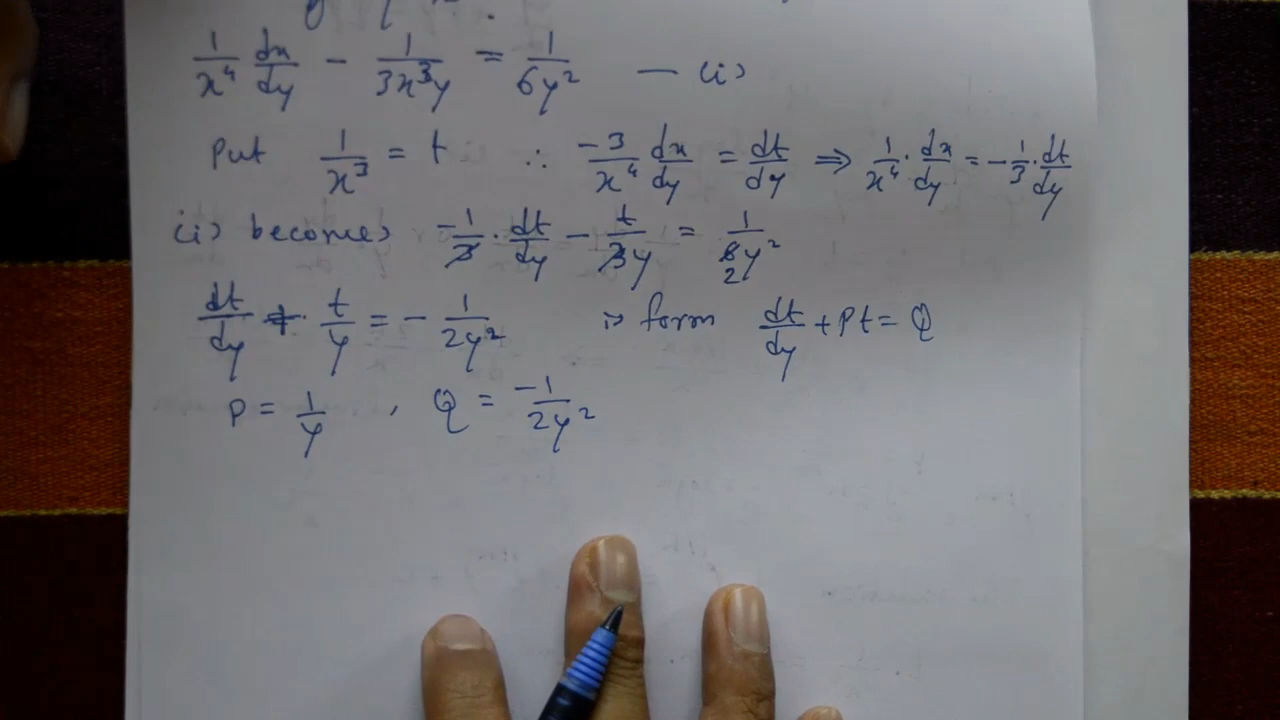 1/x⁴ dx/dy - 1/3x³y = 1/6y² — (i)
Put 1/x³ = t ∴ -3/x⁴ dx/dy = dt/dy ⇒ 1/x⁴ · dx/dy = -1/3 · dt/dy
(i) becomes -1/3 · dt/dy - t/3y = 1/6y² 2
dt/dy + t/y = - 1/2y² is form dt/dy + Pt = Q
P = 1/y , Q = -1/2y²